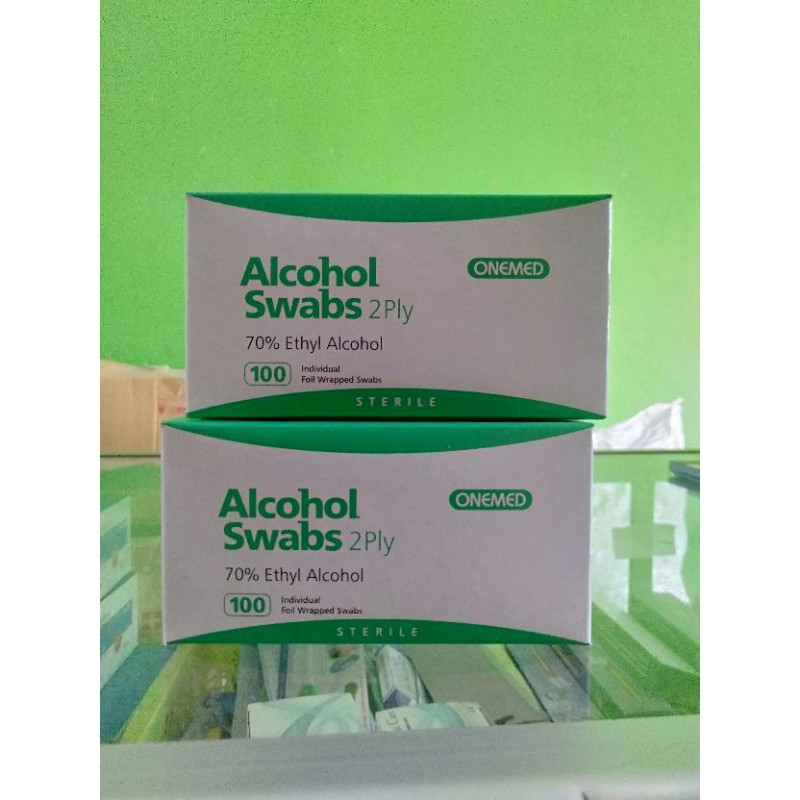 Alcohol
Swabs 2Ply
ONEMED
70% Ethyl Alcohol
100 Individual
Foil Wrapped Swabs
STERILE
Alcohol
Swabs 2Ply
ONEMED
70% Ethyl Alcohol
100 Individual
Foil Wrapped Swabs
STERILE